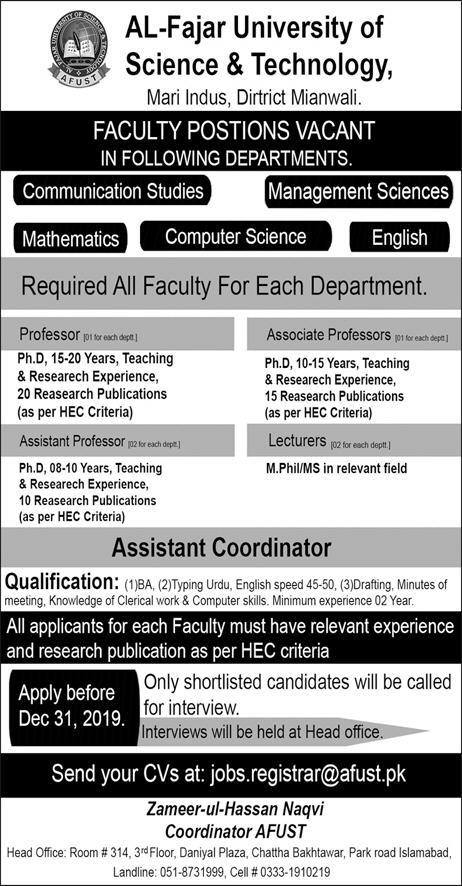 AL-Fajar University of
Science & Technology,
Mari Indus, Dirtrict Mianwali.
FACULTY POSTIONS VACANT
IN FOLLOWING DEPARTMENTS.
Communication Studies
Management Sciences
Mathematics
Computer Science
English
Required All Faculty For Each Department.
Professor [01 for each deptt.]
Ph.D, 15-20 Years, Teaching
& Researech Experience,
20 Reasearch Publications
(as per HEC Criteria)
Associate Professors [01 for each deptt.]
Ph.D, 10-15 Years, Teaching
& Researech Experience,
15 Reasearch Publications
(as per HEC Criteria)
Assistant Professor [02 for each deptt.]
Ph.D, 08-10 Years, Teaching
& Researech Experience,
10 Reasearch Publications
(as per HEC Criteria)
Lecturers [02 for each deptt.]
M.Phil/MS in relevant field
Assistant Coordinator
Qualification: (1)BA, (2)Typing Urdu, English speed 45-50, (3)Drafting, Minutes of
meeting, Knowledge of Clerical work & Computer skills. Minimum experience 02 Year.
All applicants for each Faculty must have relevant experience
and research publication as per HEC criteria
Apply before
Dec 31, 2019.
Only shortlisted candidates will be called
for interview.
Interviews will be held at Head office.
Send your CVs at: jobs.registrar@afust.pk
Zameer-ul-Hassan Naqvi
Coordinator AFUST
Head Office: Room # 314, 3rd Floor, Daniyal Plaza, Chattha Bakhtawar, Park road Islamabad,
Landline: 051-8731999, Cell # 0333-1910219
AFUST